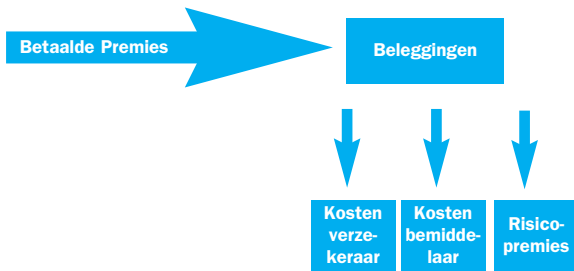 Betaalde Premies
Beleggingen
Kosten
verze-
keraar
Kosten
bemidde-
laar
Risico-
premies